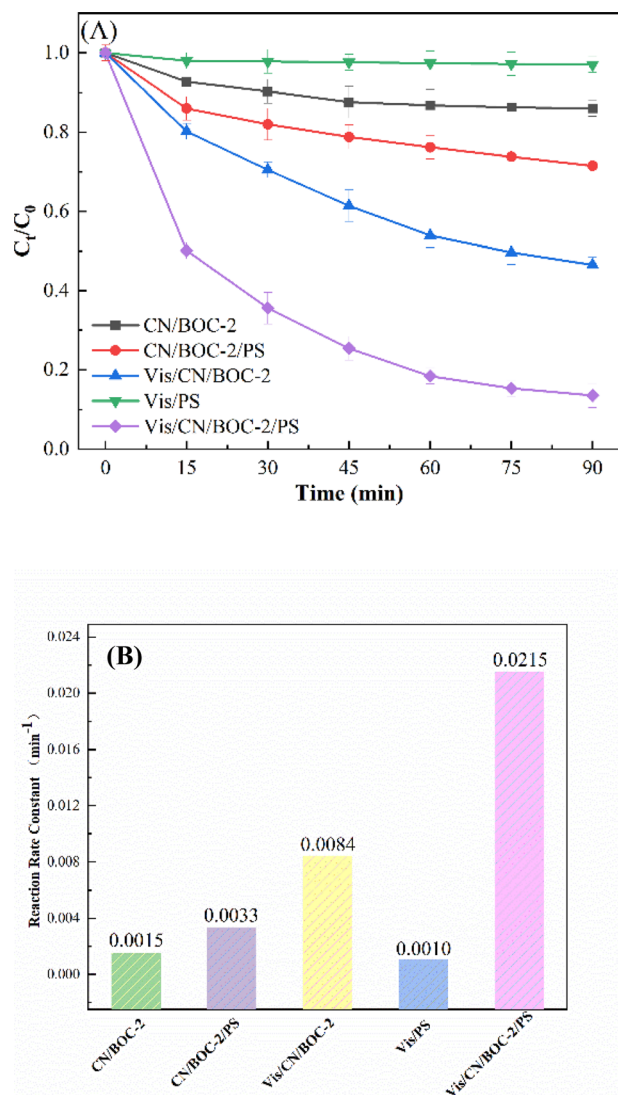 (A)
1.0
0.8
0.6
0.4
0.2
0.0
Ct/C0
CN/BOC-2
CN/BOC-2/PS
Vis/CN/BOC-2
Vis/PS
Vis/CN/BOC-2/PS
0 15 30 45 60 75 90
Time (min)
(B)
0.024
0.020
0.016
0.012
0.008
0.004
0.000
Reaction Rate Constant（min⁻¹）
0.0015
0.0033
0.0084
0.0010
0.0215
CN/BOC-2
CN/BOC-2/PS
Vis/CN/BOC-2
Vis/PS
Vis/CN/BOC-2/PS